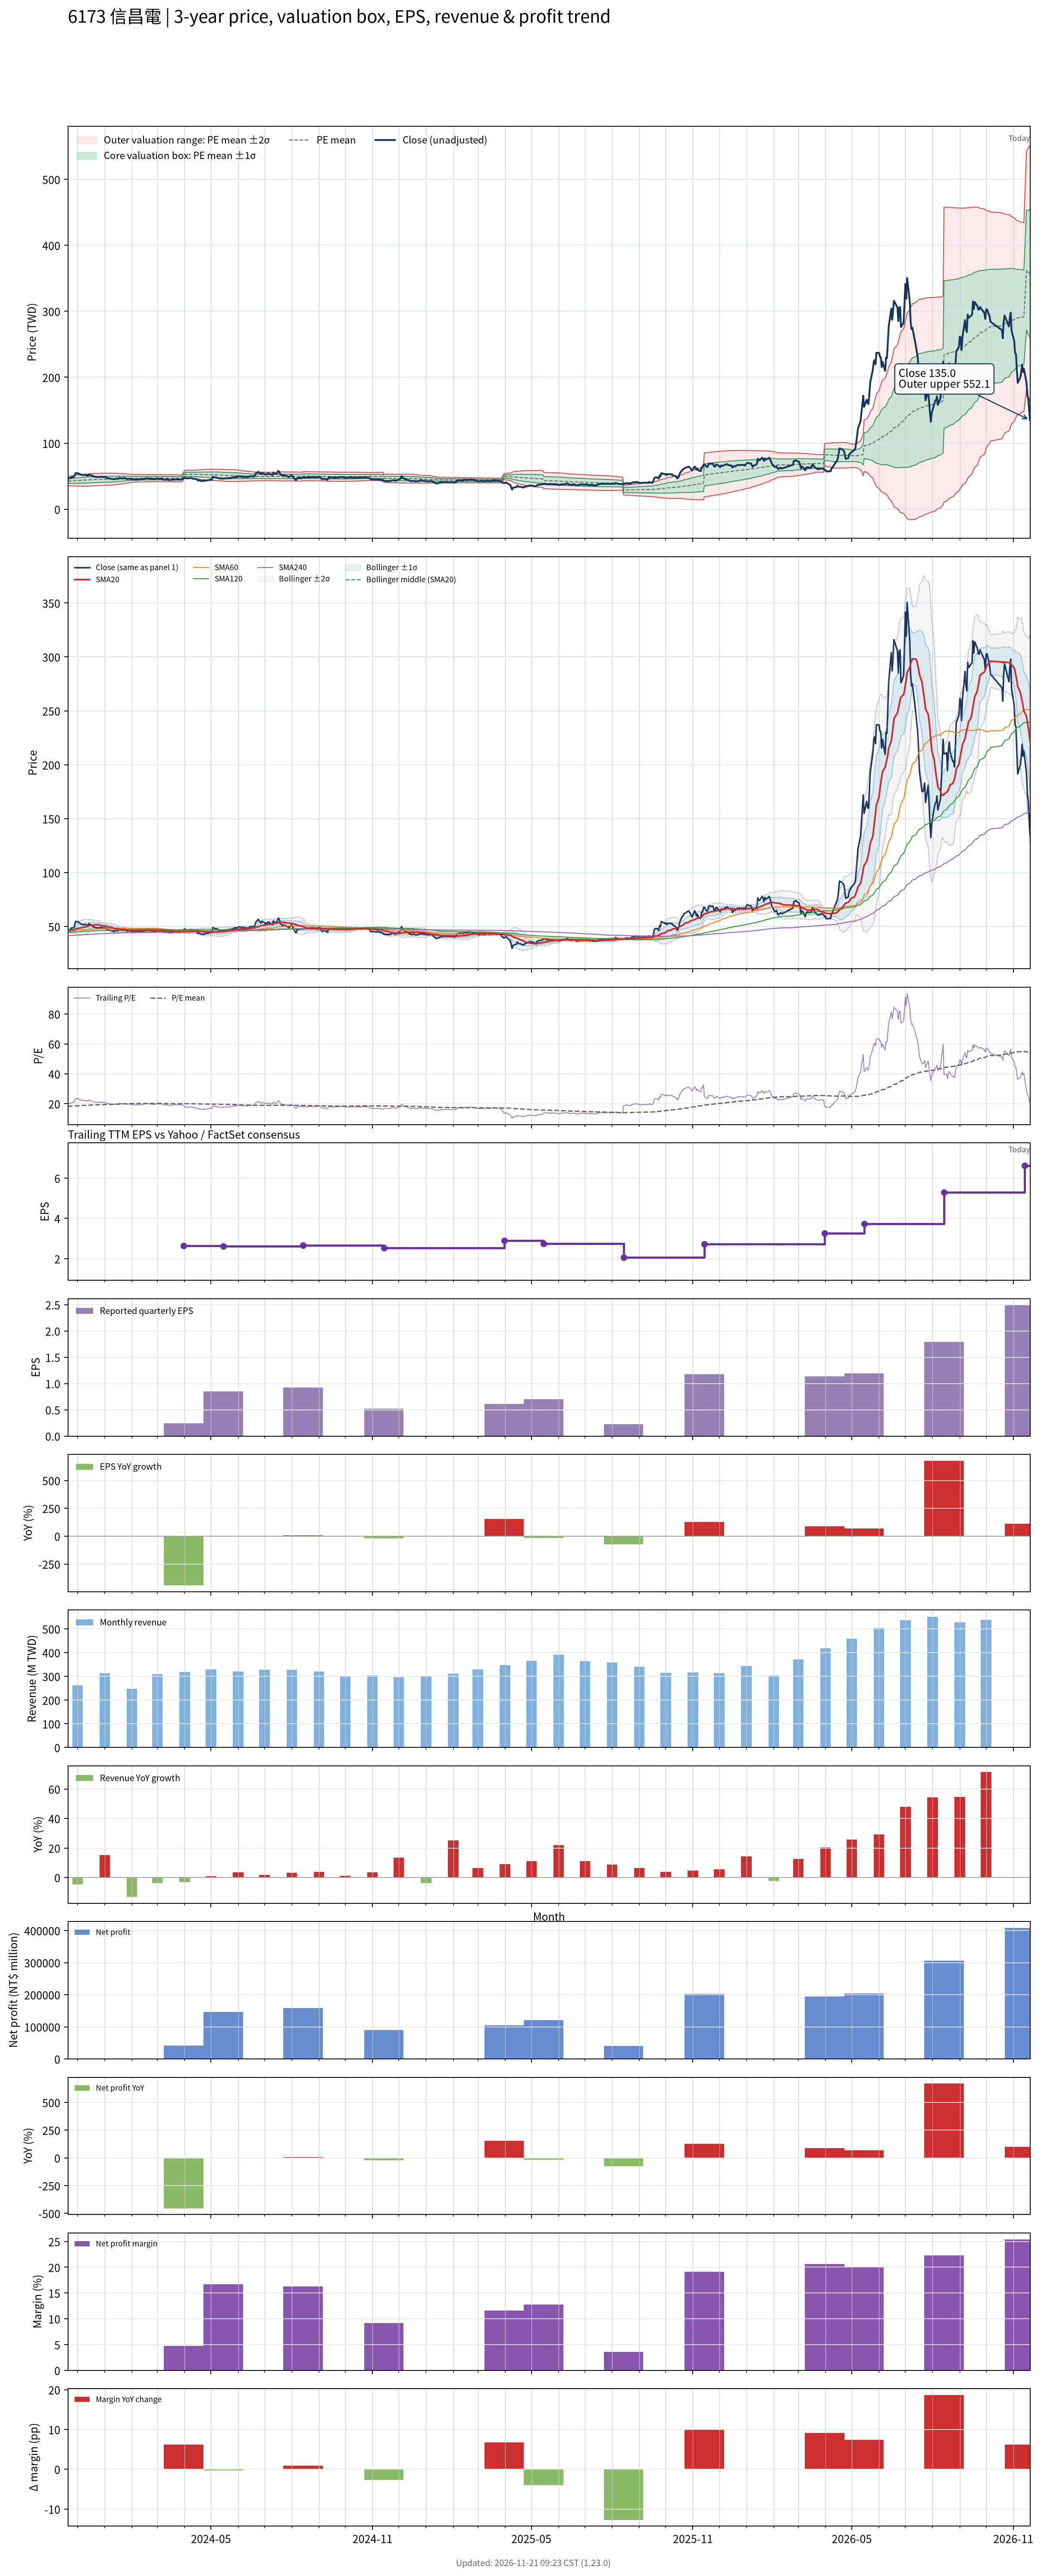 6173 信昌電 | 3-year price, valuation box, EPS, revenue & profit trend
Outer valuation range: PE mean ±2σ
Core valuation box: PE mean ±1σ
PE mean
Close (unadjusted)
Today
Price (TWD)
500
400
300
200
100
0
Close 135.0
Outer upper 552.1
Close (same as panel 1)
SMA20
SMA60
SMA120
SMA240
Bollinger ±2σ
Bollinger ±1σ
Bollinger middle (SMA20)
Price
350
300
250
200
150
100
50
Trailing P/E
P/E mean
P/E
80
60
40
20
Trailing TTM EPS vs Yahoo / FactSet consensus
Today
EPS
6
4
2
Reported quarterly EPS
EPS
2.5
2.0
1.5
1.0
0.5
0.0
EPS YoY growth
YoY (%)
500
250
0
-250
Monthly revenue
Revenue (M TWD)
500
400
300
200
100
0
Revenue YoY growth
YoY (%)
60
40
20
0
Month
Net profit
Net profit (NT$ million)
400000
300000
200000
100000
0
Net profit YoY
YoY (%)
500
250
0
-250
-500
Net profit margin
Margin (%)
25
20
15
10
5
0
Margin YoY change
Δ margin (pp)
20
10
0
-10
2024-05
2024-11
2025-05
2025-11
2026-05
2026-11
Updated: 2026-11-21 09:23 CST (1.23.0)